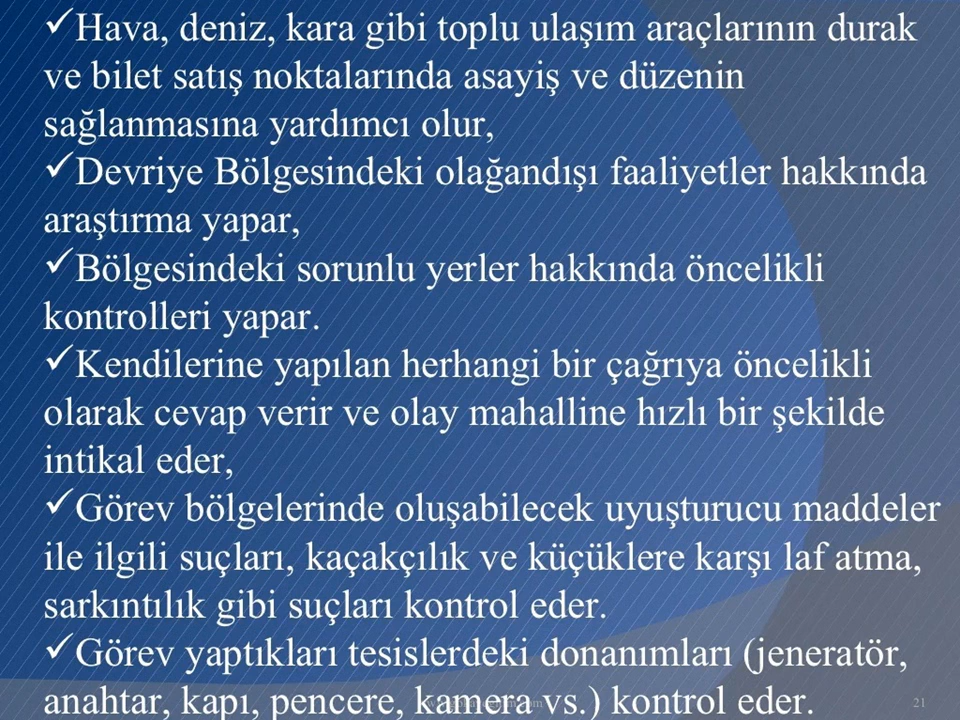 ✓Hava, deniz, kara gibi toplu ulaşım araçlarının durak
ve bilet satış noktalarında asayiş ve düzenin
sağlanmasına yardımcı olur,
✓Devriye Bölgesindeki olağandışı faaliyetler hakkında
araştırma yapar,
✓Bölgesindeki sorunlu yerler hakkında öncelikli
kontrolleri yapar.
✓Kendilerine yapılan herhangi bir çağrıya öncelikli
olarak cevap verir ve olay mahalline hızlı bir şekilde
intikal eder,
✓Görev bölgelerinde oluşabilecek uyuşturucu maddeler
ile ilgili suçları, kaçakçılık ve küçüklere karşı laf atma,
sarkıntılık gibi suçları kontrol eder.
✓Görev yaptıkları tesislerdeki donanımları (jeneratör,
anahtar, kapı, pencere, kamera vs.) kontrol eder.
21